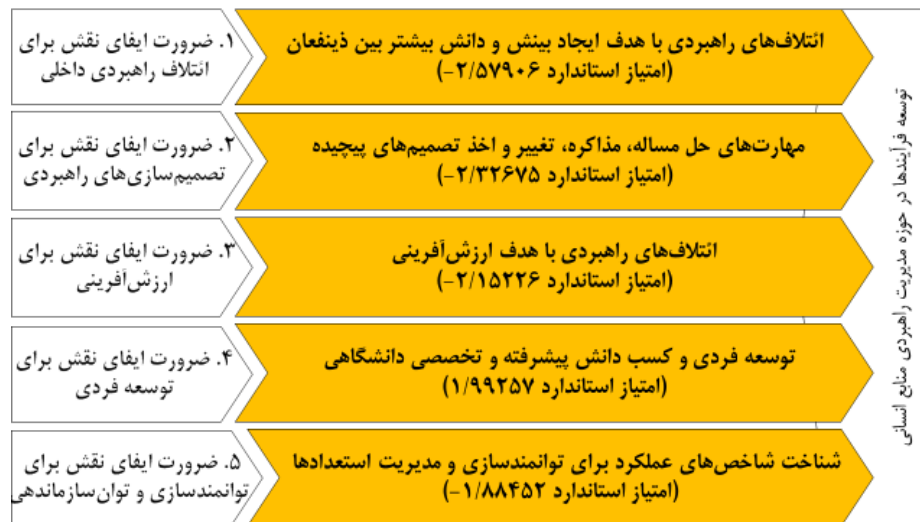 توسعه فرآیندها در حوزه مدیریت راهبردی منابع انسانی
ائتلاف‌های راهبردی با هدف ایجاد بینش و دانش بیشتر بین ذینفعان
(امتیاز استاندارد ۲/۵۷۹۰۶-)
۱. ضرورت ایفای نقش برای
ائتلاف راهبردی داخلی
مهارت‌های حل مساله، مذاکره، تغییر و اخذ تصمیم‌های پیچیده
(امتیاز استاندارد ۲/۳۲۶۷۵-)
۲. ضرورت ایفای نقش برای
تصمیم‌سازی‌های راهبردی
ائتلاف‌های راهبردی با هدف ارزش‌آفرینی
(امتیاز استاندارد ۲/۱۵۲۲۶-)
۳. ضرورت ایفای نقش برای
ارزش‌آفرینی
توسعه فردی و کسب دانش پیشرفته و تخصصی دانشگاهی
(امتیاز استاندارد ۱/۹۹۲۵۷)
۴. ضرورت ایفای نقش برای
توسعه فردی
شناخت شاخص‌های عملکرد برای توانمندسازی و مدیریت استعدادها
(امتیاز استاندارد ۱/۸۸۴۵۲-)
۵. ضرورت ایفای نقش برای
توانمندسازی و توان‌سازماندهی